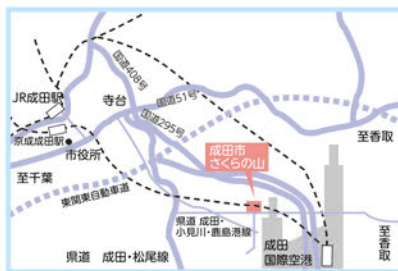 国道408号
JR成田駅
寺台
国道51号
国道295号
京成成田駅
市役所
至香取
成田市
さくらの山
至千葉
東関東自動車道
県道 成田・
小見川・鹿島港線
成田
国際空港
至香取
県道 成田・松尾線